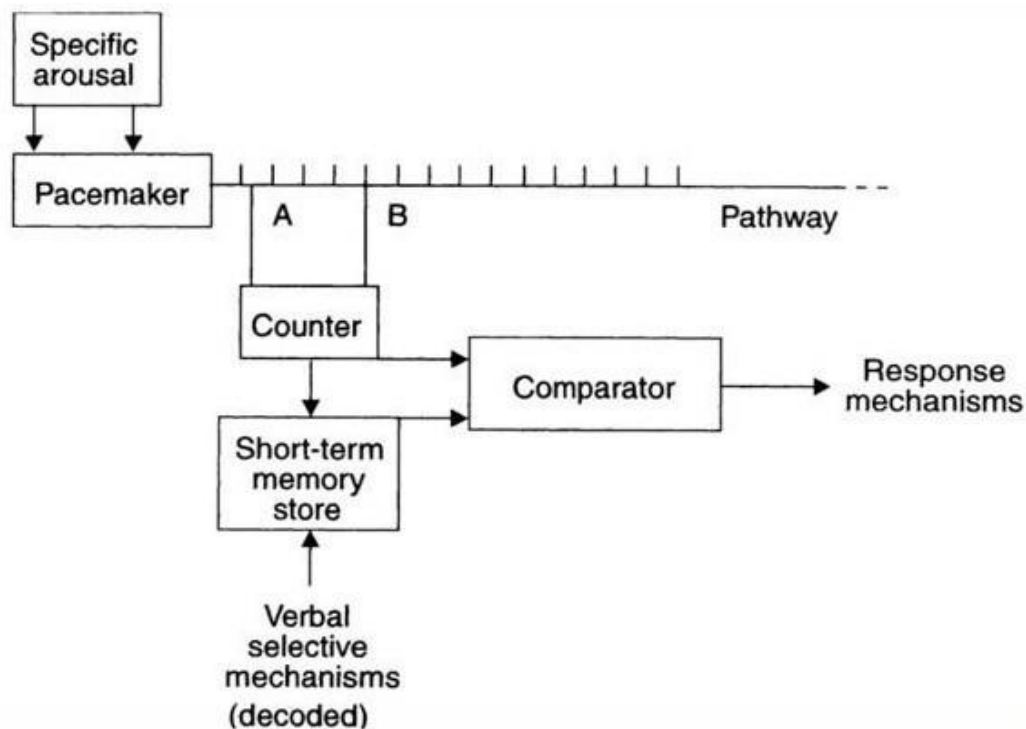 Specific
arousal
Pacemaker
A
B
Pathway
Counter
Comparator
Response
mechanisms
Short-term
memory
store
Verbal
selective
mechanisms
(decoded)